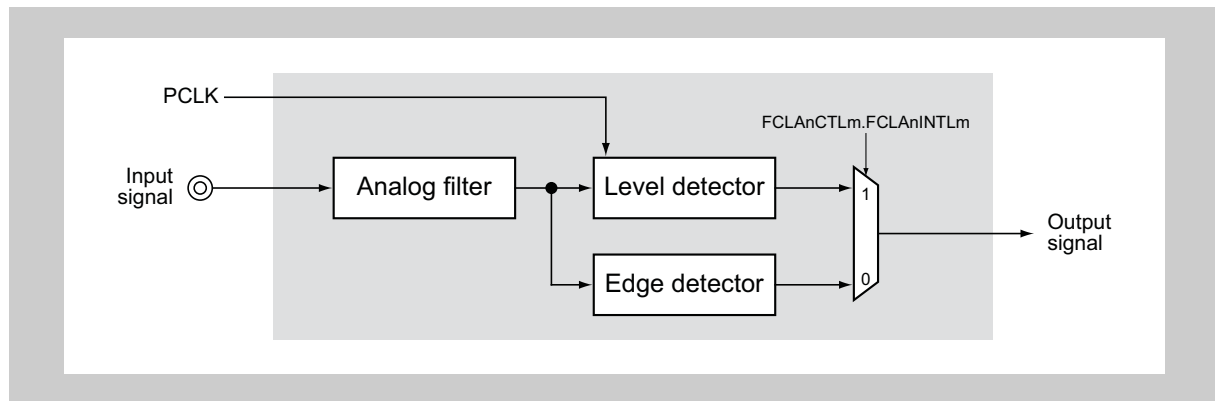 PCLK
FCLAnCTLm.FCLAnINTLm
Input
signal
Analog filter
Level detector
1
Output
signal
Edge detector
0